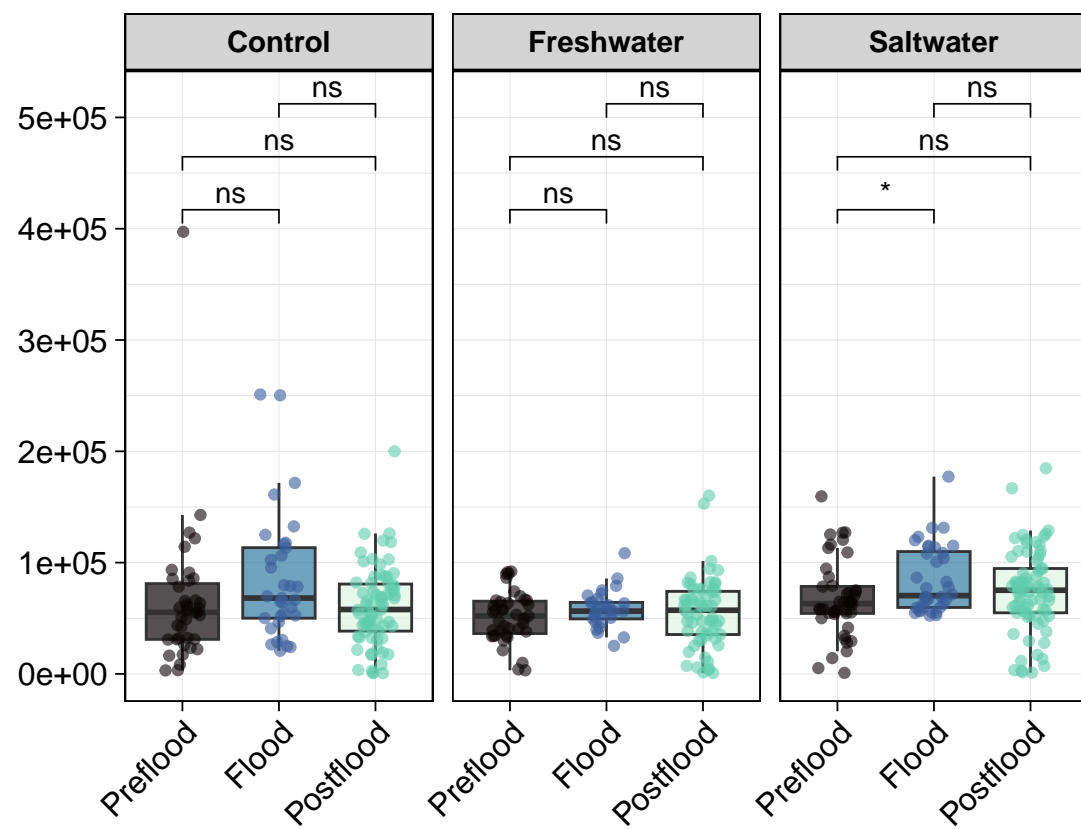 Control Freshwater Saltwater
ns ns ns
5e+05
ns ns ns
ns ns *
4e+05
3e+05
2e+05
1e+05
0e+00
Preflood Flood Postflood Preflood Flood Postflood Preflood Flood Postflood